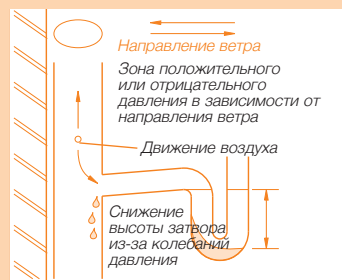 Направление ветра
Зона положительного
или отрицательного
давления в зависимости от
направления ветра
Движение воздуха
Снижение
высоты затвора
из-за колебаний
давления